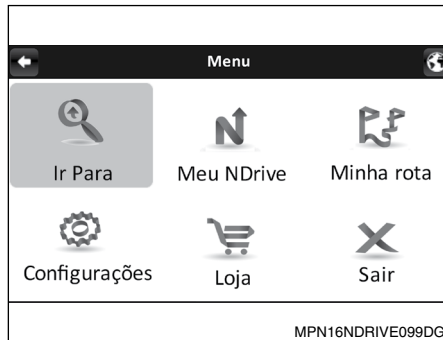 Menu
Ir Para
Meu NDrive
Minha rota
Configurações
Loja
Sair
MPN16NDRIVE099DG